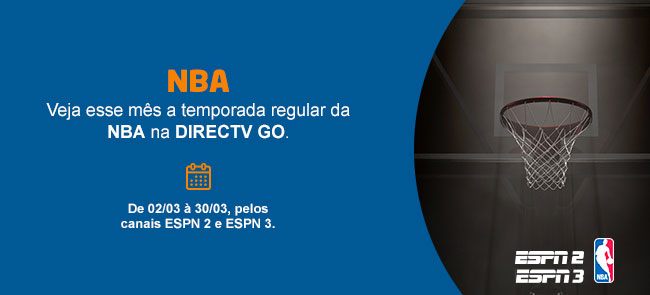 NBA
Veja esse mês a temporada regular da
NBA na DIRECTV GO.
De 02/03 à 30/03, pelos
canais ESPN 2 e ESPN 3.
ESPN 2
ESPN 3
NBA